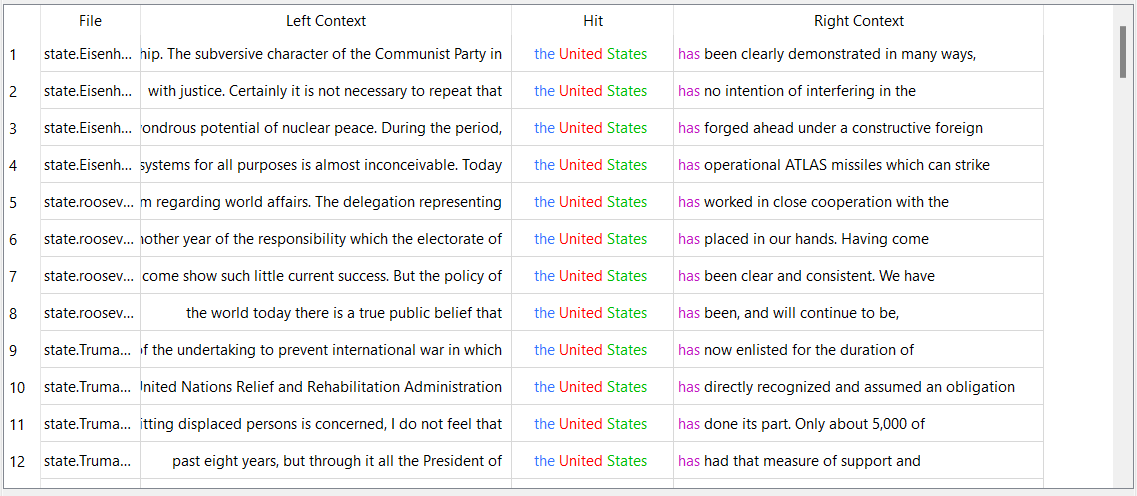 File Left Context Hit Right Context
1 state.Eisenh... hip. The subversive character of the Communist Party in the United States has been clearly demonstrated in many ways,
2 state.Eisenh... with justice. Certainly it is not necessary to repeat that the United States has no intention of interfering in the
3 state.Eisenh... ondrous potential of nuclear peace. During the period, the United States has forged ahead under a constructive foreign
4 state.Eisenh... systems for all purposes is almost inconceivable. Today the United States has operational ATLAS missiles which can strike
5 state.roosev... m regarding world affairs. The delegation representing the United States has worked in close cooperation with the
6 state.roosev... nother year of the responsibility which the electorate of the United States has placed in our hands. Having come
7 state.roosev... come show such little current success. But the policy of the United States has been clear and consistent. We have
8 state.roosev... the world today there is a true public belief that the United States has been, and will continue to be,
9 state.Truma... of the undertaking to prevent international war in which the United States has now enlisted for the duration of
10 state.Truma... United Nations Relief and Rehabilitation Administration the United States has directly recognized and assumed an obligation
11 state.Truma... itting displaced persons is concerned, I do not feel that the United States has done its part. Only about 5,000 of
12 state.Truma... past eight years, but through it all the President of the United States has had that measure of support and